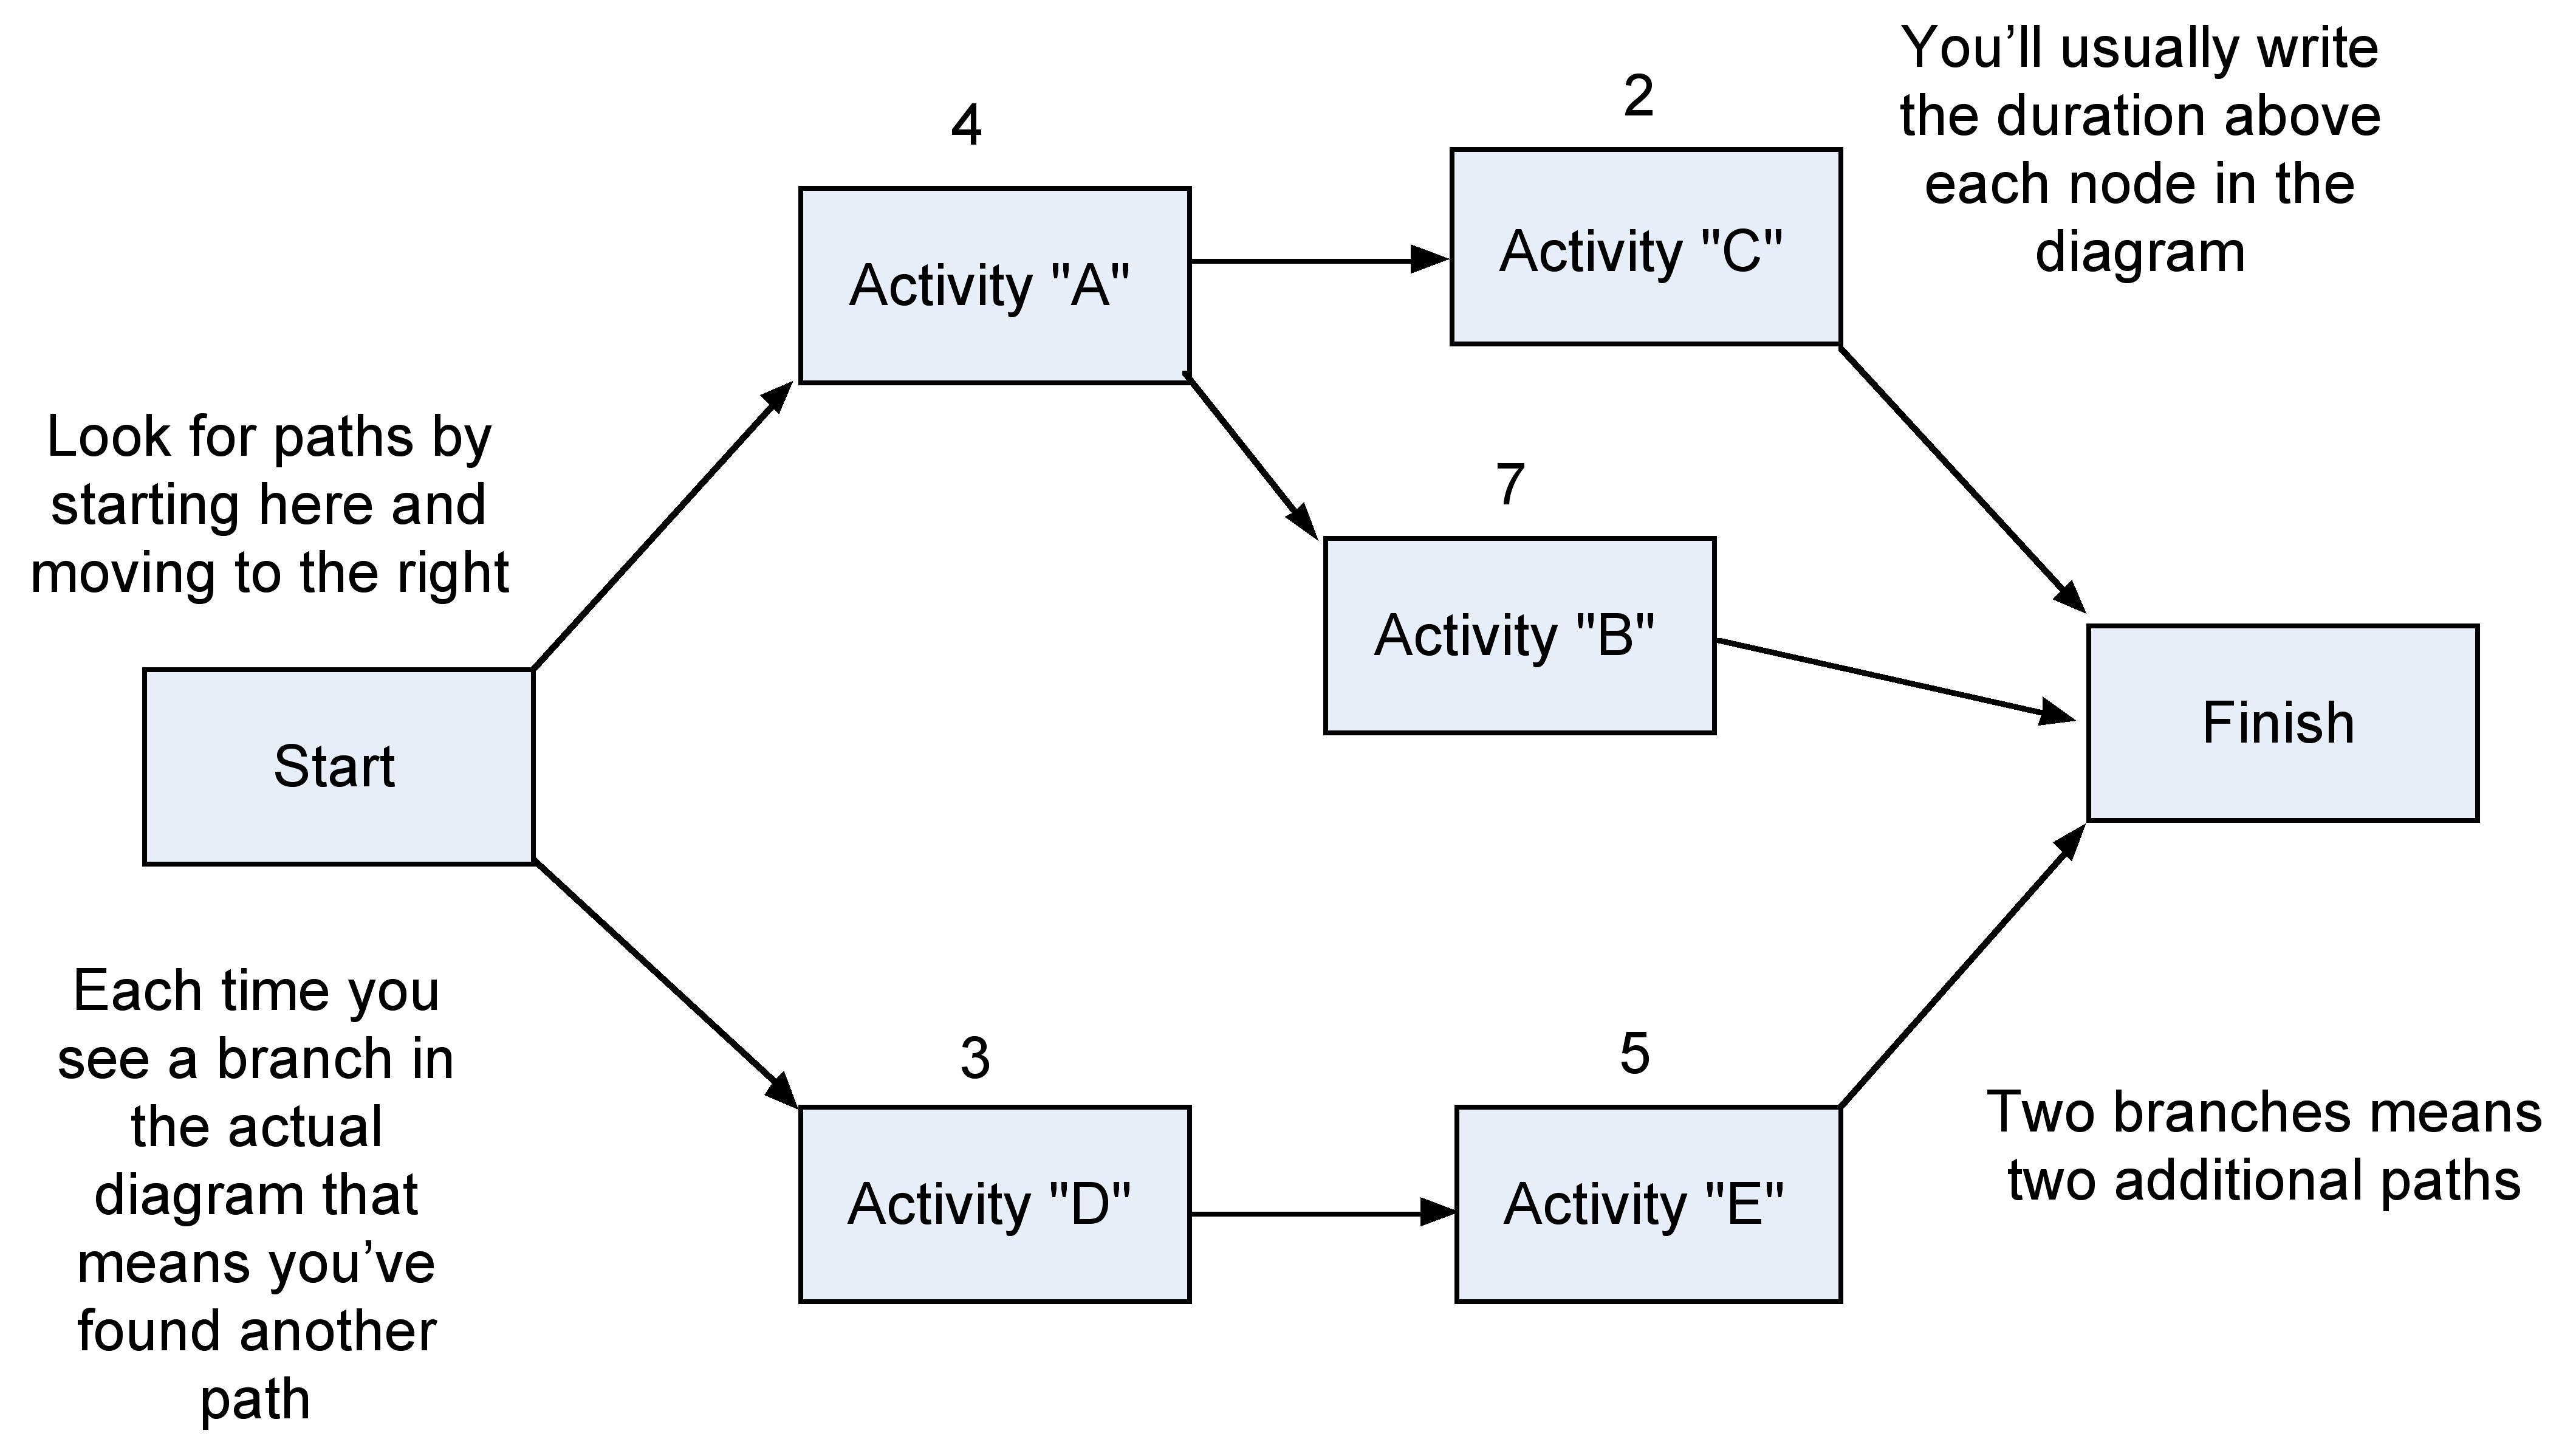 You’ll usually write
the duration above
each node in the
diagram
4
2
Activity "A"
Activity "C"
Look for paths by
starting here and
moving to the right
7
Activity "B"
Start
Finish
Each time you
see a branch in
the actual
diagram that
means you’ve
found another
path
3
5
Activity "D"
Activity "E"
Two branches means
two additional paths